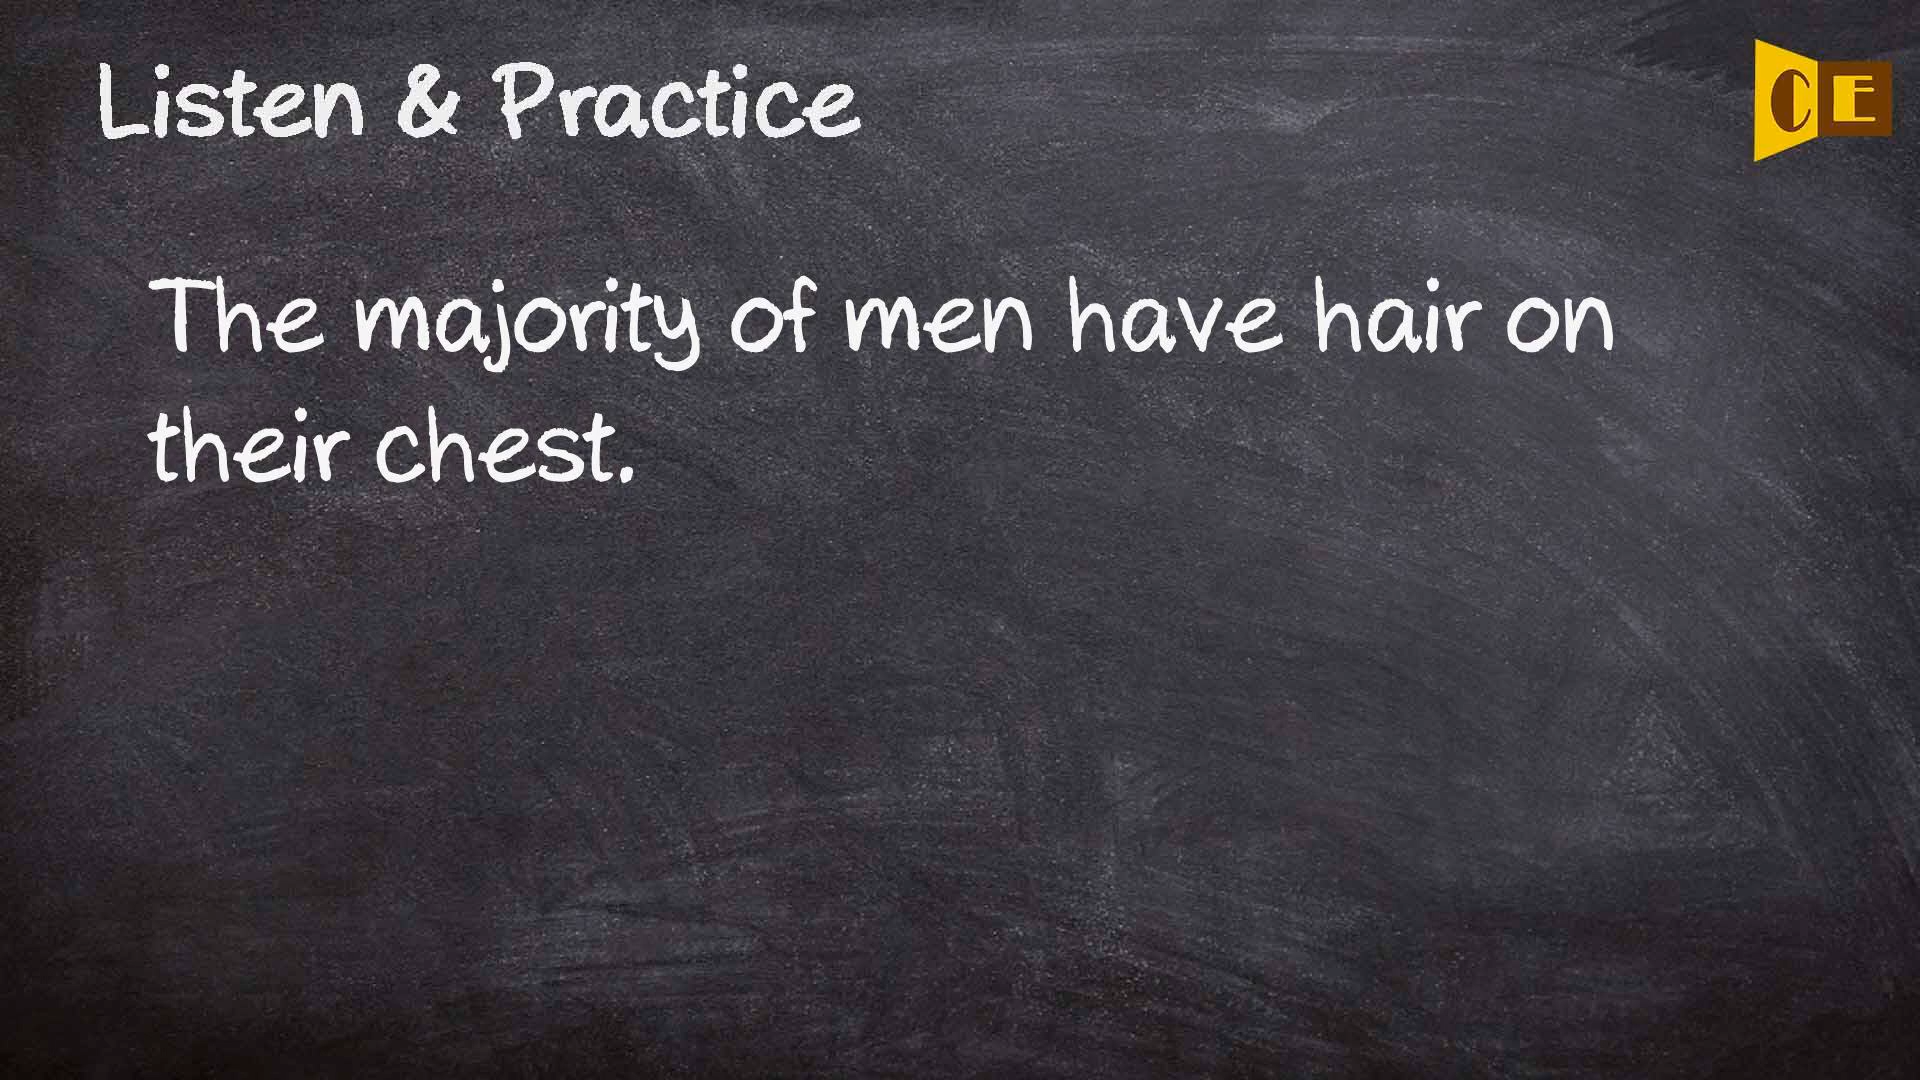 Listen & Practice
CE
The majority of men have hair on
their chest.